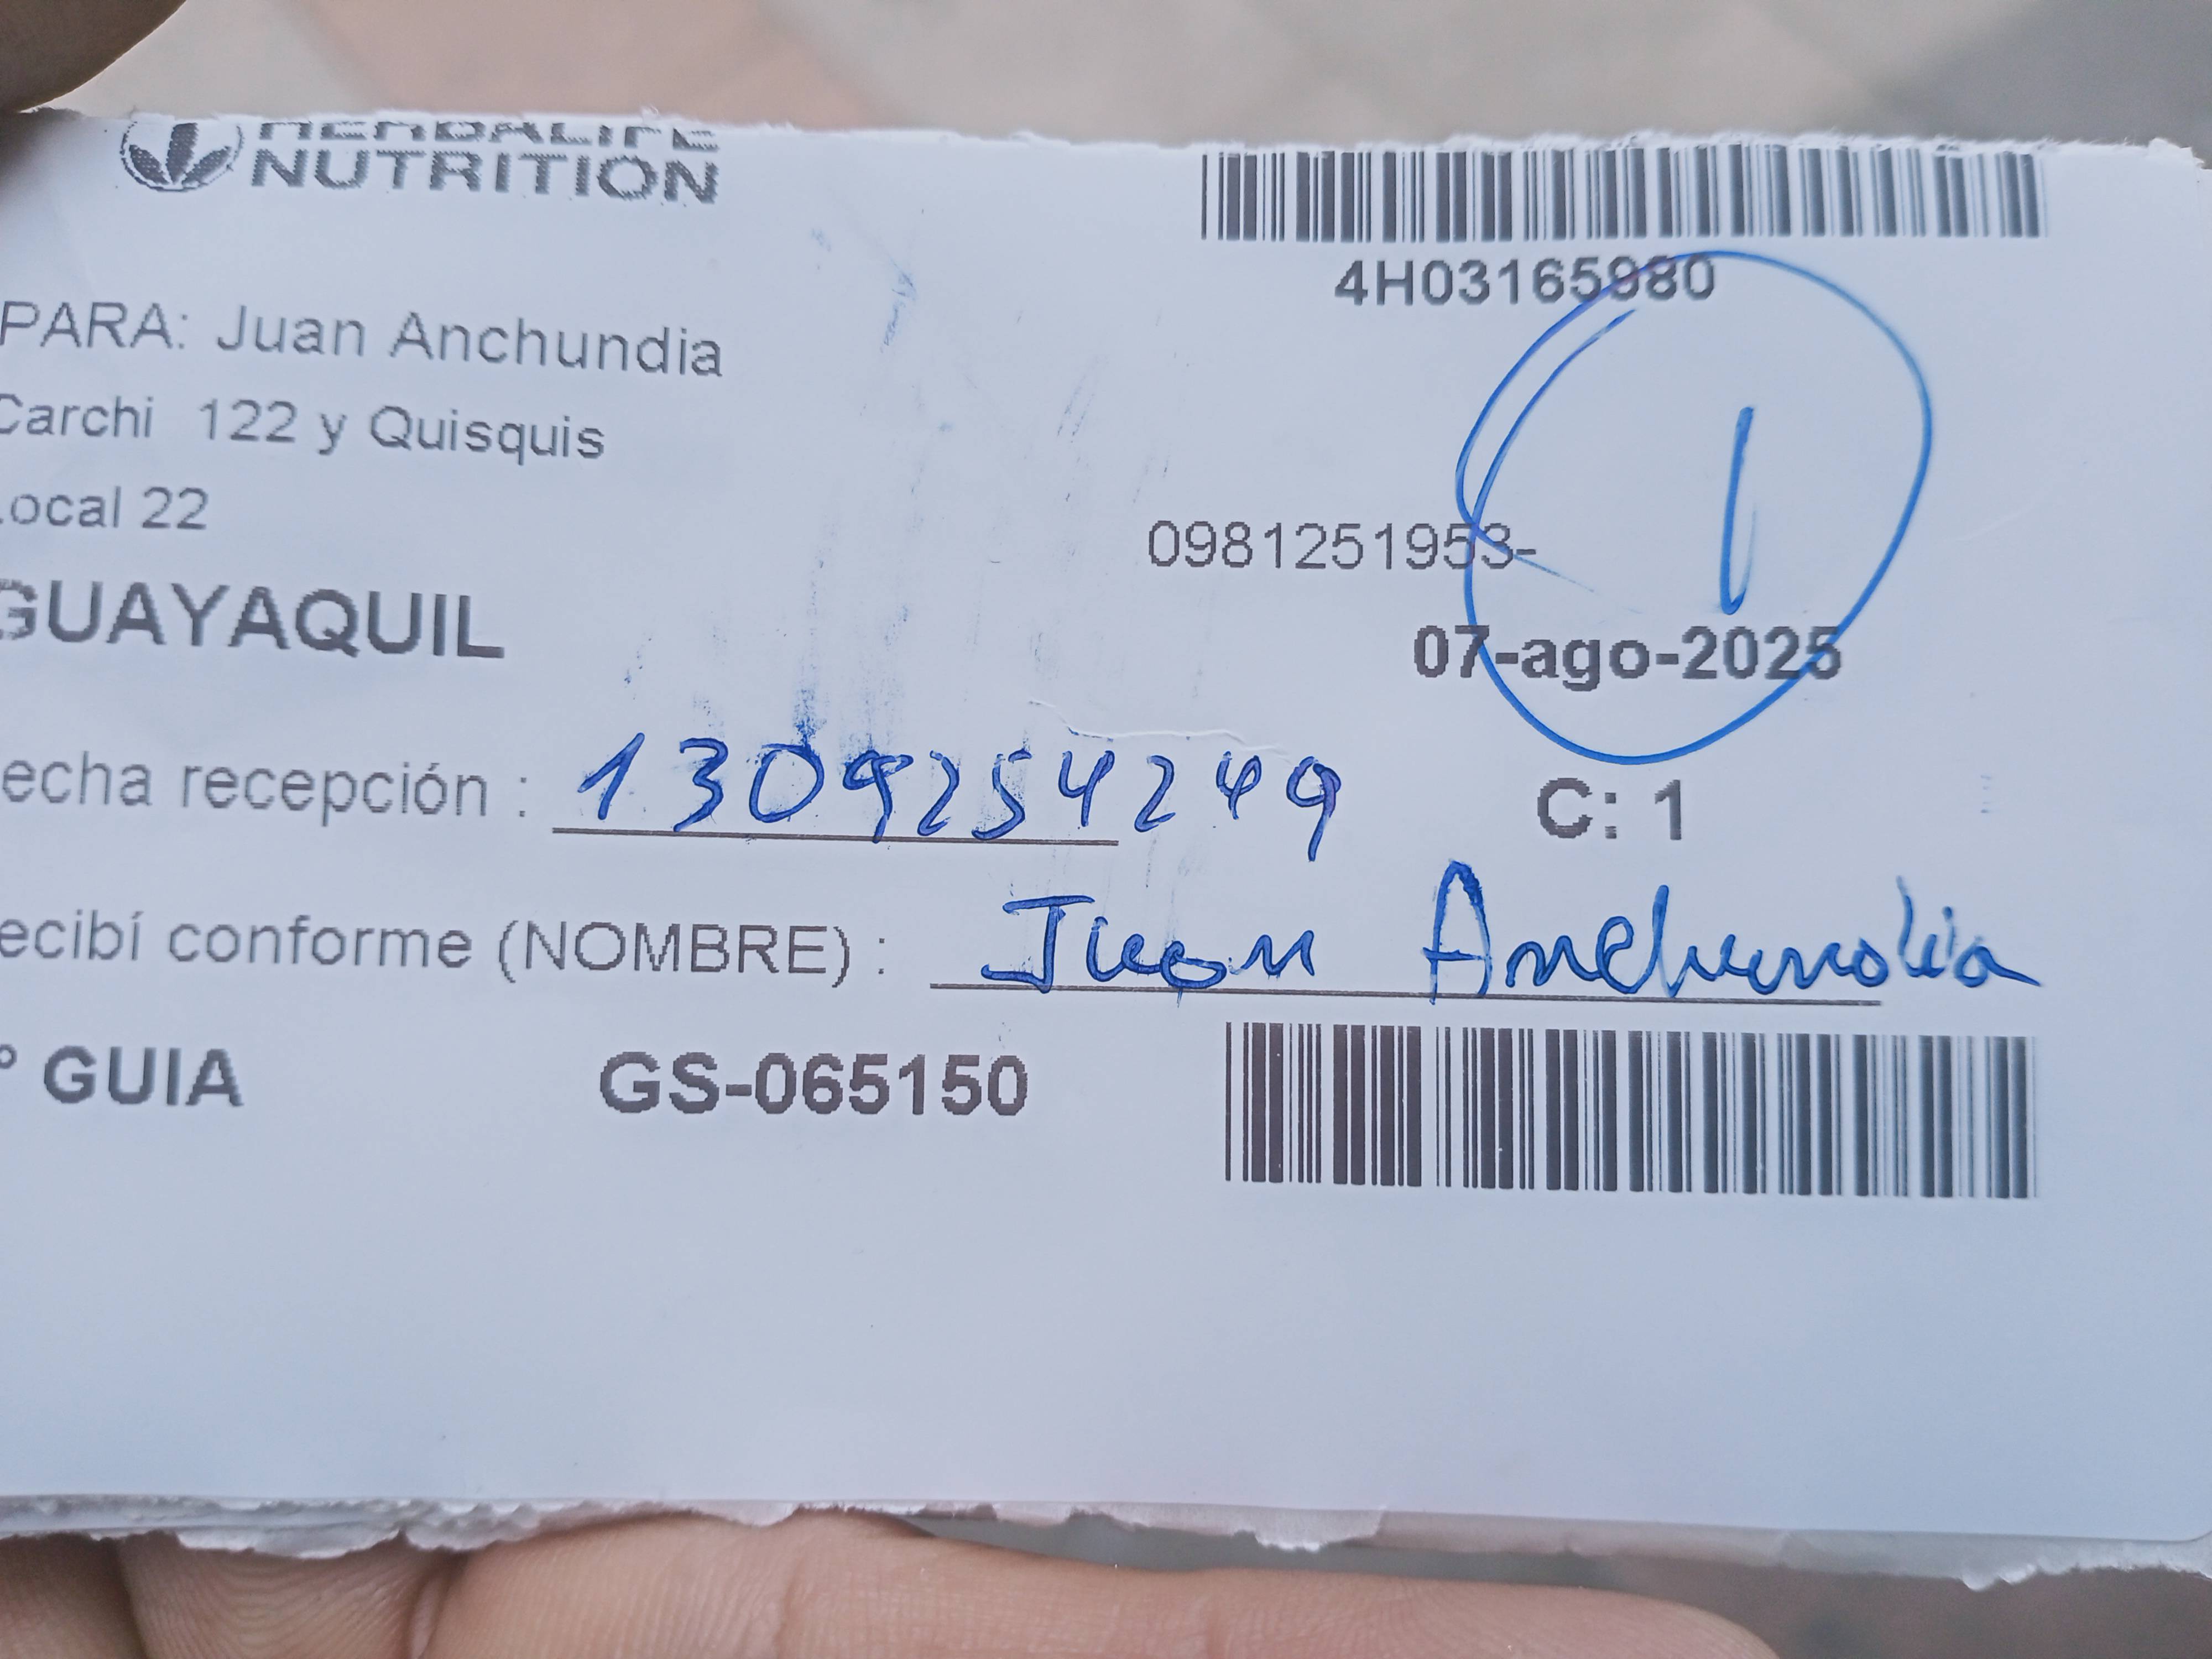 HERBALIFE
NUTRITION
4H03165980
PARA: Juan Anchundia
Carchi 122 y Quisquis
Local 22
0981251953-
1
GUAYAQUIL
07-ago-2025
echa recepción : 1309254249
C: 1
ecibí conforme (NOMBRE) : Juan Anchundia
° GUIA GS-065150